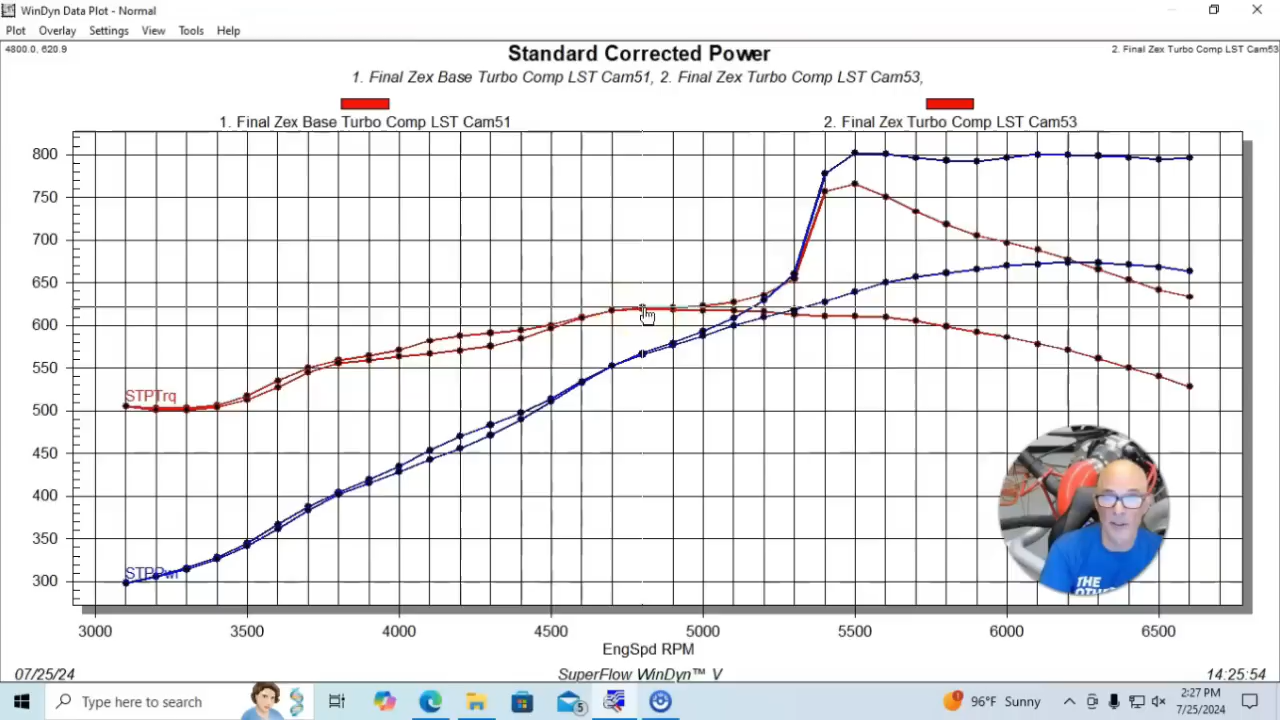 WinDyn Data Plot - Normal
Plot Overlay Settings View Tools Help
4800.0, 620.9
2. Final Zex Turbo Comp LST Cam53
Standard Corrected Power
1. Final Zex Base Turbo Comp LST Cam51, 2. Final Zex Turbo Comp LST Cam53,
1. Final Zex Base Turbo Comp LST Cam51
2. Final Zex Turbo Comp LST Cam53
800
750
700
650
600
550
500
450
400
350
300
STPTrq
STPPwr
THE
3000 3500 4000 4500 5000 5500 6000 6500
EngSpd RPM
07/25/24
SuperFlow WinDyn™ V
14:25:54
Type here to search
5
96°F Sunny
2:27 PM
7/25/2024